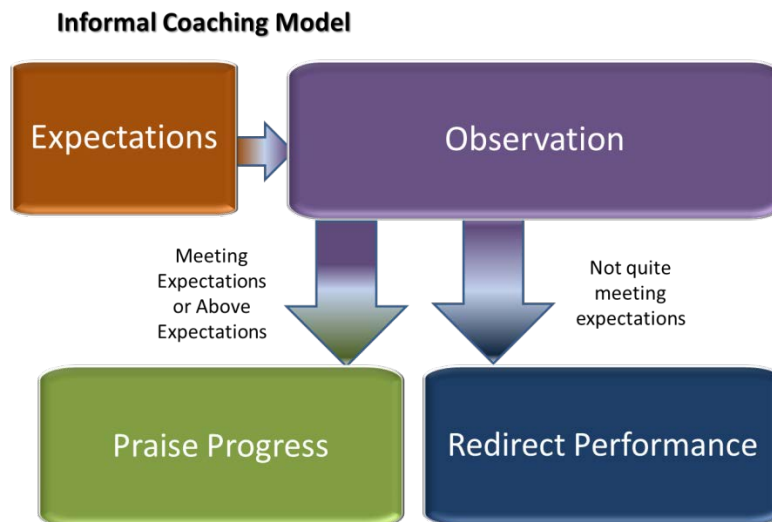 Informal Coaching Model
Expectations
Observation
Meeting
Expectations
or Above
Expectations
Not quite
meeting
expectations
Praise Progress
Redirect Performance